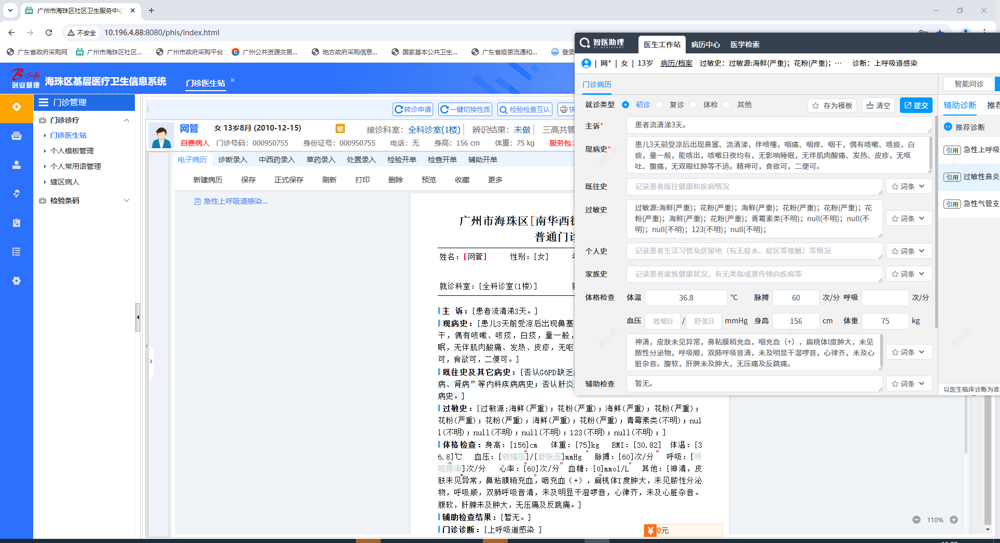 广州市海珠区社区卫生服务中心
不安全
10.196.4.88:8080/phis/index.html
广东省政府采购网
广州市海珠区社区...
广州市政府采购平台
广州公共资源交易...
地方政府采购信息...
国家基本公共卫生...
广东省疫苗流通和...
登录
B-Soft
创业慧康
海珠区基层医疗卫生信息系统
门诊医生站
智医助理
AI.ASSISTANT
医生工作站
病历中心
医学检索
| 网* | 女 | 13岁 病历/档案 过敏史：过敏源:海鲜(严重)；花粉(严重)；… 诊断：上呼吸道感染
门诊管理
门诊诊疗
门诊医生站
个人模板管理
个人常用语管理
辖区病人
检验条码
转诊申请
一键切换性质
检验检查互认
快
网管
女 13岁8月 (2010-12-15)
敏
接诊科室：全科诊室(1楼)
辨识结果：未做
三高共管
自费病人
门诊号码：000950755
身份证号：000950755
电话：无
身高：156 cm
体重：75 kg
服务包:
电子病历 诊断录入 中西药录入 草药录入 处置录入 检验开单 检查开单 辅助开单
新建病历 保存 正式保存 刷新 打印 删除 预览 收藏 更多
急性上呼吸道感染...
广州市海珠区[南华西街
普通门诊
姓名：[网管] 性别：[女]
就诊科室：[全科诊室(1楼)]
主 诉：[患者流清涕3天。]
现病史：[患儿3天前受凉后出现鼻塞
干，偶有咳嗽、咳痰，白痰，量一般，
眠，无伴肌肉酸痛、发热、皮疹，无呕
可，食欲可，二便可。]
既往史及其它病史：[否认G6PD缺乏
病、肾病”等内科疾病病史；否认肝炎
病史。]
过敏史：[过敏源:海鲜(严重)；花粉(严重)；海鲜(严重)；花粉(严重)；
花粉(严重)；花粉(严重)；海鲜(严重)；花粉(严重)；青霉素类(不明)；nul
l(不明)；null(不明)；null(不明)；123(不明)；null(不明)；]
体格检查：身高：[156]cm 体重：[75]kg BMI：[30.82] 体温：[3
6.8]℃ 血压：[收缩压]/[舒张压]mmHg 脉搏：[60]次/分 呼吸：[呼
吸频率]次/分 心率：[60]次/分 血糖：[0]mmol/L 其他：[神清，皮
肤未见异常，鼻粘膜稍充血，咽充血（+），扁桃体I度肿大，未见脓性分泌
物，呼吸顺，双肺呼吸音清，未及明显干湿啰音，心律齐，未及心脏杂音。
腹软，肝脾未及肿大，无压痛及反跳痛。]
辅助检查结果：[暂无。]
门诊诊断：[上呼吸道感染 ]
¥0元
110%
门诊病历
就诊类型 初诊 复诊 体检 其他
存为模板
清空
提交
主诉*
患者流清涕3天。
现病史*
患儿3天前受凉后出现鼻塞、流清涕，伴喷嚏，咽痛、咽痒、咽干，偶有咳嗽、咳痰，白
痰，量一般，能咳出，咳嗽日夜均有，无影响睡眠，无伴肌肉酸痛、发热、皮疹，无呕
吐、腹痛，无双眼红肿等不适。精神可，食欲可，二便可。
既往史
记录患者既往健康和疾病情况
词条
过敏史
过敏源:海鲜(严重)；花粉(严重)；海鲜(严重)；花粉(严重)；花粉(严重)；花
粉(严重)；海鲜(严重)；花粉(严重)；青霉素类(不明)；null(不明)；null(不
明)；null(不明)；123(不明)；null(不明)；
词条
个人史
记录患者生活习惯及居留地（有无疫水、疫区等接触）等情况
词条
家族史
记录患者家族健康状况，有无类似或遗传倾向疾病等
词条
体格检查 体温 36.8 ℃ 脉搏 60 次/分 呼吸 次/分
血压 收缩压 / 舒张压 mmHg 身高 156 cm 体重 75 kg
神清，皮肤未见异常，鼻粘膜稍充血，咽充血（+），扁桃体I度肿大，未见
脓性分泌物，呼吸顺，双肺呼吸音清，未及明显干湿啰音，心律齐，未及心
脏杂音。腹软，肝脾未及肿大，无压痛及反跳痛。
词条
辅助检查
暂无。
词条
智能问诊
辅助诊断
推荐诊断
引用 急性上呼吸
引用 过敏性鼻炎
引用 急性气管支
以医生临床诊断为准